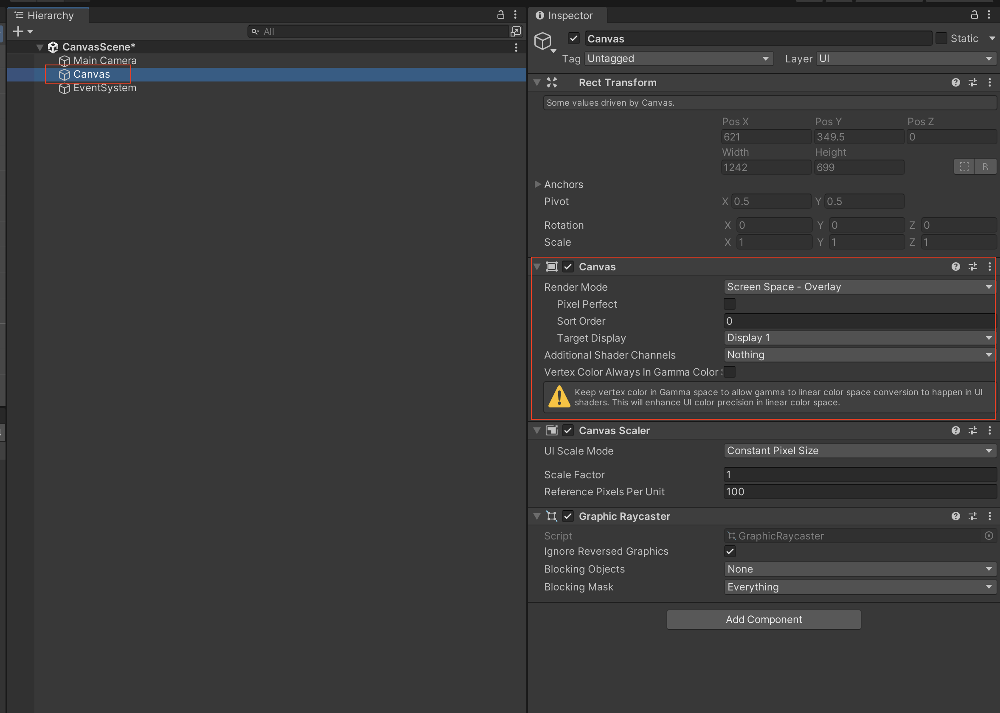 Hierarchy
All
CanvasScene*
Main Camera
Canvas
EventSystem
Inspector
Canvas
Static
Tag Untagged Layer UI
Rect Transform
Some values driven by Canvas.
Pos X Pos Y Pos Z
621 349.5 0
Width Height
1242 699
R
Anchors
Pivot X 0.5 Y 0.5
Rotation X 0 Y 0 Z 0
Scale X 1 Y 1 Z 1
Canvas
Render Mode Screen Space - Overlay
Pixel Perfect
Sort Order 0
Target Display Display 1
Additional Shader Channels Nothing
Vertex Color Always In Gamma Color
Keep vertex color in Gamma space to allow gamma to linear color space conversion to happen in UI
shaders. This will enhance UI color precision in linear color space.
Canvas Scaler
UI Scale Mode Constant Pixel Size
Scale Factor 1
Reference Pixels Per Unit 100
Graphic Raycaster
Script GraphicRaycaster
Ignore Reversed Graphics
Blocking Objects None
Blocking Mask Everything
Add Component